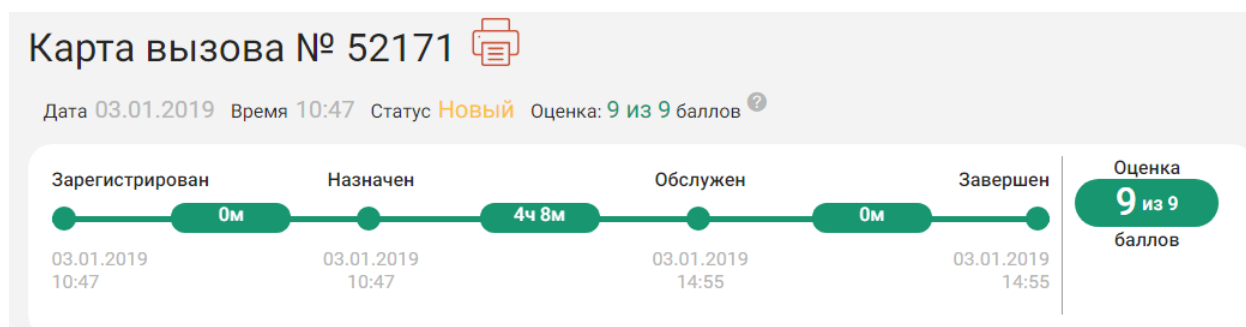 Карта вызова № 52171
Дата 03.01.2019 Время 10:47 Статус Новый Оценка: 9 из 9 баллов ?
Зарегистрирован Назначен Обслужен Завершен Оценка
0м 4ч 8м 0м 9 из 9
баллов
03.01.2019 03.01.2019 03.01.2019 03.01.2019
10:47 10:47 14:55 14:55